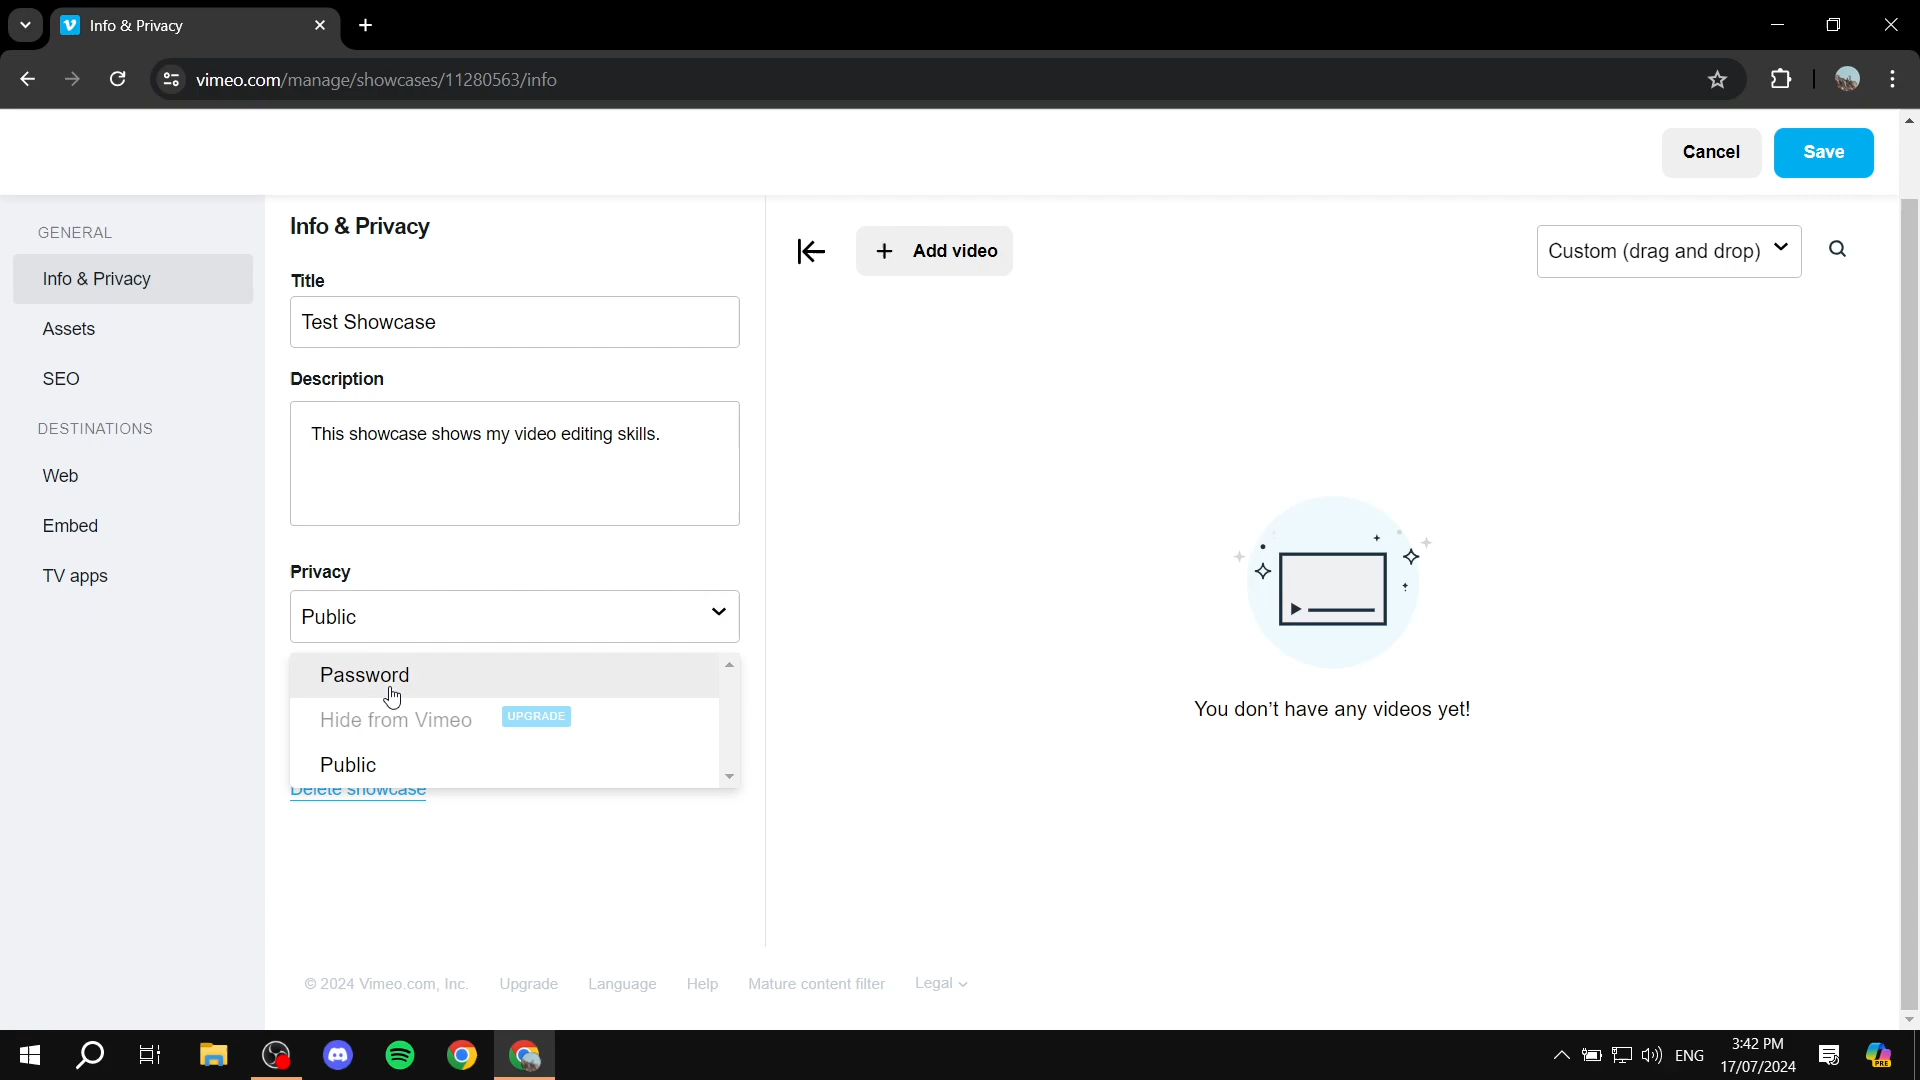 Info & Privacy
vimeo.com/manage/showcases/11280563/info
Cancel
Save
GENERAL
Info & Privacy
Assets
SEO
DESTINATIONS
Web
Embed
TV apps
Info & Privacy
Title
Test Showcase
Description
This showcase shows my video editing skills.
Privacy
Public
Password
Hide from Vimeo UPGRADE
Public
Delete showcase
+ Add video
Custom (drag and drop)
You don't have any videos yet!
© 2024 Vimeo.com, Inc. Upgrade Language Help Mature content filter Legal
ENG
3:42 PM
17/07/2024
PRE